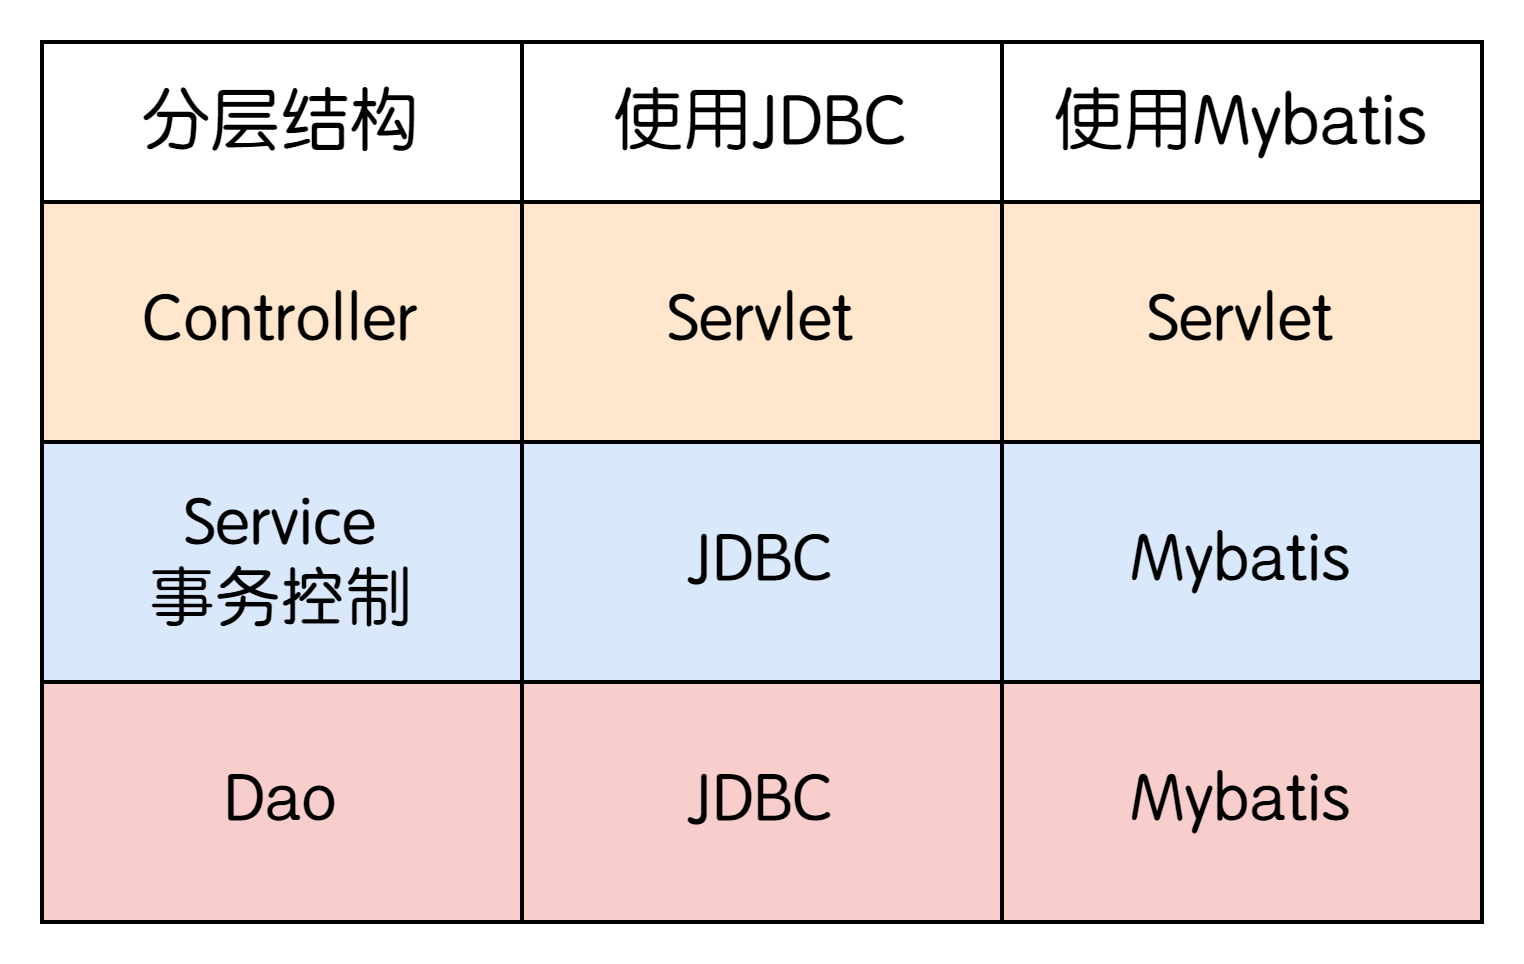 分层结构
使用JDBC
使用Mybatis
Controller
Servlet
Servlet
Service
事务控制
JDBC
Mybatis
Dao
JDBC
Mybatis